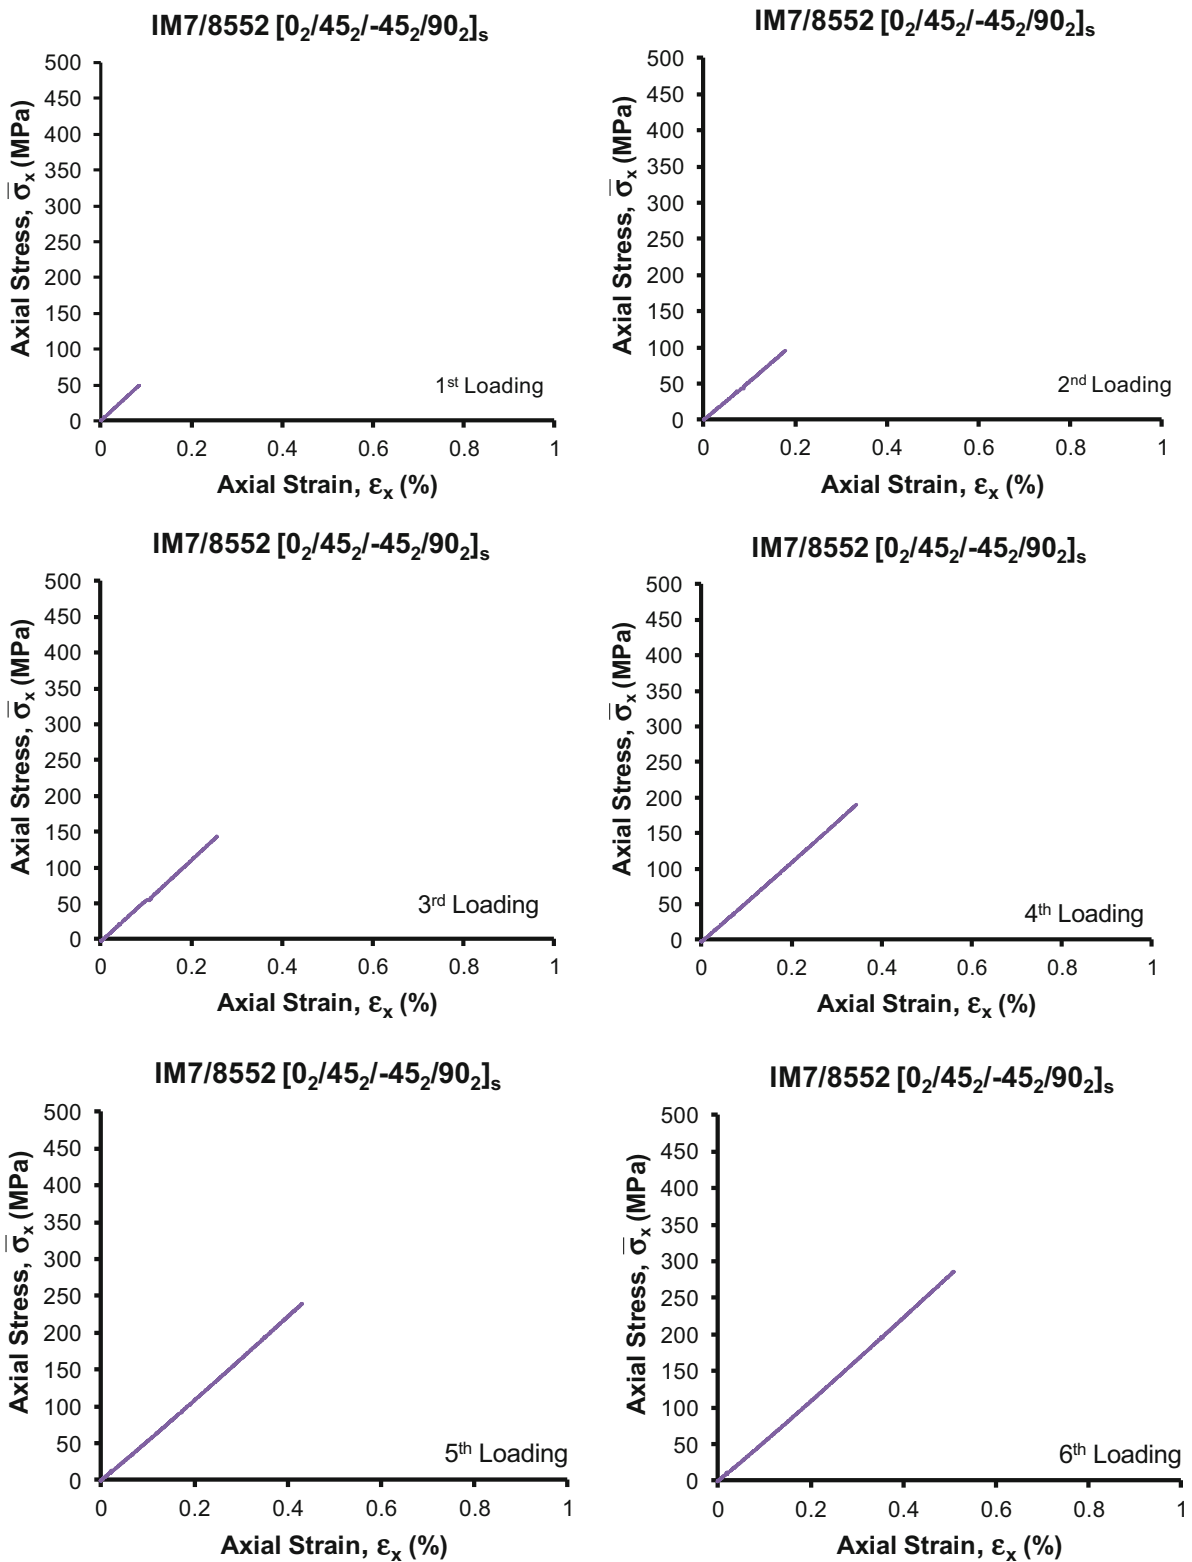 IM7/8552 [0₂/45₂/-45₂/90₂]ₛ
Axial Stress, σ̅ₓ (MPa)
500
450
400
350
300
250
200
150
100
50
0
0 0.2 0.4 0.6 0.8 1
1ˢᵗ Loading
Axial Strain, εₓ (%)
IM7/8552 [0₂/45₂/-45₂/90₂]ₛ
Axial Stress, σ̅ₓ (MPa)
500
450
400
350
300
250
200
150
100
50
0
0 0.2 0.4 0.6 0.8 1
2ⁿᵈ Loading
Axial Strain, εₓ (%)
IM7/8552 [0₂/45₂/-45₂/90₂]ₛ
Axial Stress, σ̅ₓ (MPa)
500
450
400
350
300
250
200
150
100
50
0
0 0.2 0.4 0.6 0.8 1
3ʳᵈ Loading
Axial Strain, εₓ (%)
IM7/8552 [0₂/45₂/-45₂/90₂]ₛ
Axial Stress, σ̅ₓ (MPa)
500
450
400
350
300
250
200
150
100
50
0
0 0.2 0.4 0.6 0.8 1
4ᵗʰ Loading
Axial Strain, εₓ (%)
IM7/8552 [0₂/45₂/-45₂/90₂]ₛ
Axial Stress, σ̅ₓ (MPa)
500
450
400
350
300
250
200
150
100
50
0
0 0.2 0.4 0.6 0.8 1
5ᵗʰ Loading
Axial Strain, εₓ (%)
IM7/8552 [0₂/45₂/-45₂/90₂]ₛ
Axial Stress, σ̅ₓ (MPa)
500
450
400
350
300
250
200
150
100
50
0
0 0.2 0.4 0.6 0.8 1
6ᵗʰ Loading
Axial Strain, εₓ (%)